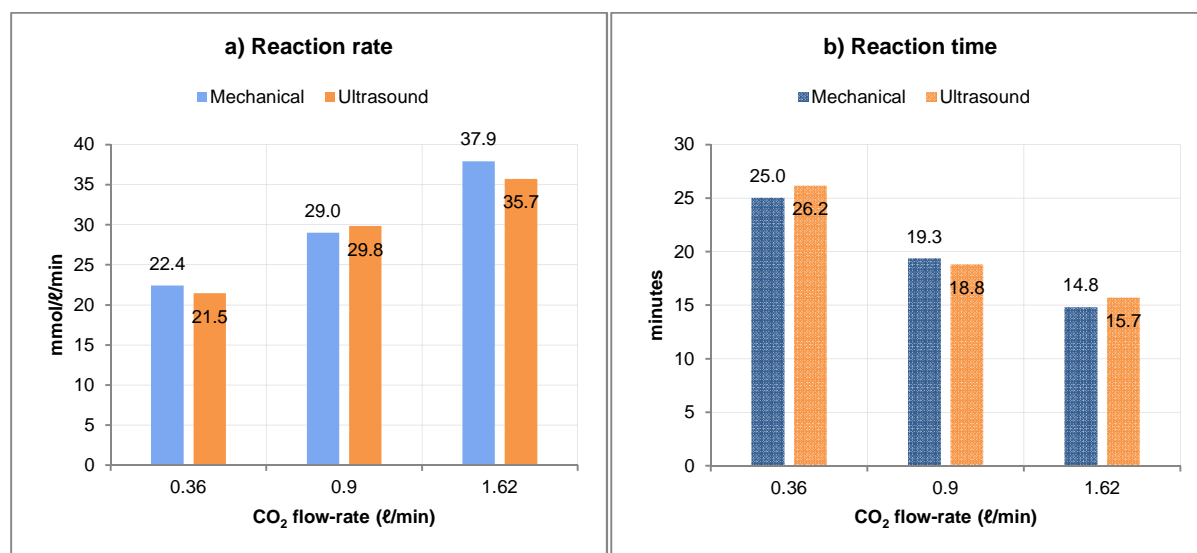 a) Reaction rate
Mechanical Ultrasound
40
35
30
25
20
15
10
5
0
mmol/ℓ/min
22.4
21.5
29.0
29.8
37.9
35.7
0.36 0.9 1.62
CO₂ flow-rate (ℓ/min)
b) Reaction time
Mechanical Ultrasound
30
25
20
15
10
5
0
minutes
25.0
26.2
19.3
18.8
14.8
15.7
0.36 0.9 1.62
CO₂ flow-rate (ℓ/min)